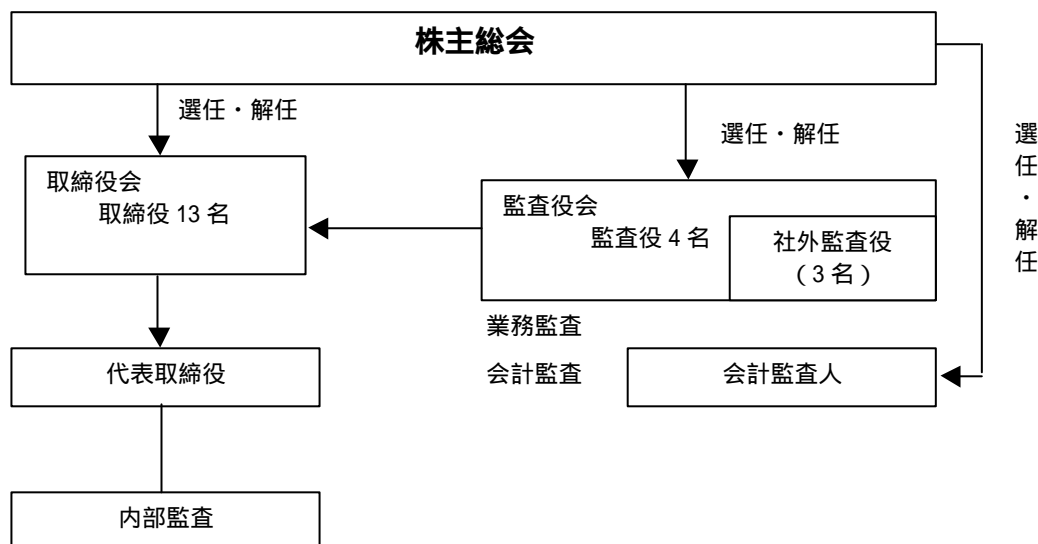 株主総会
選任・解任
選任・解任
選任・解任
取締役会
取締役 13 名
監査役会
監査役 4 名
社外監査役
(3 名)
業務監査
会計監査
代表取締役
会計監査人
内部監査